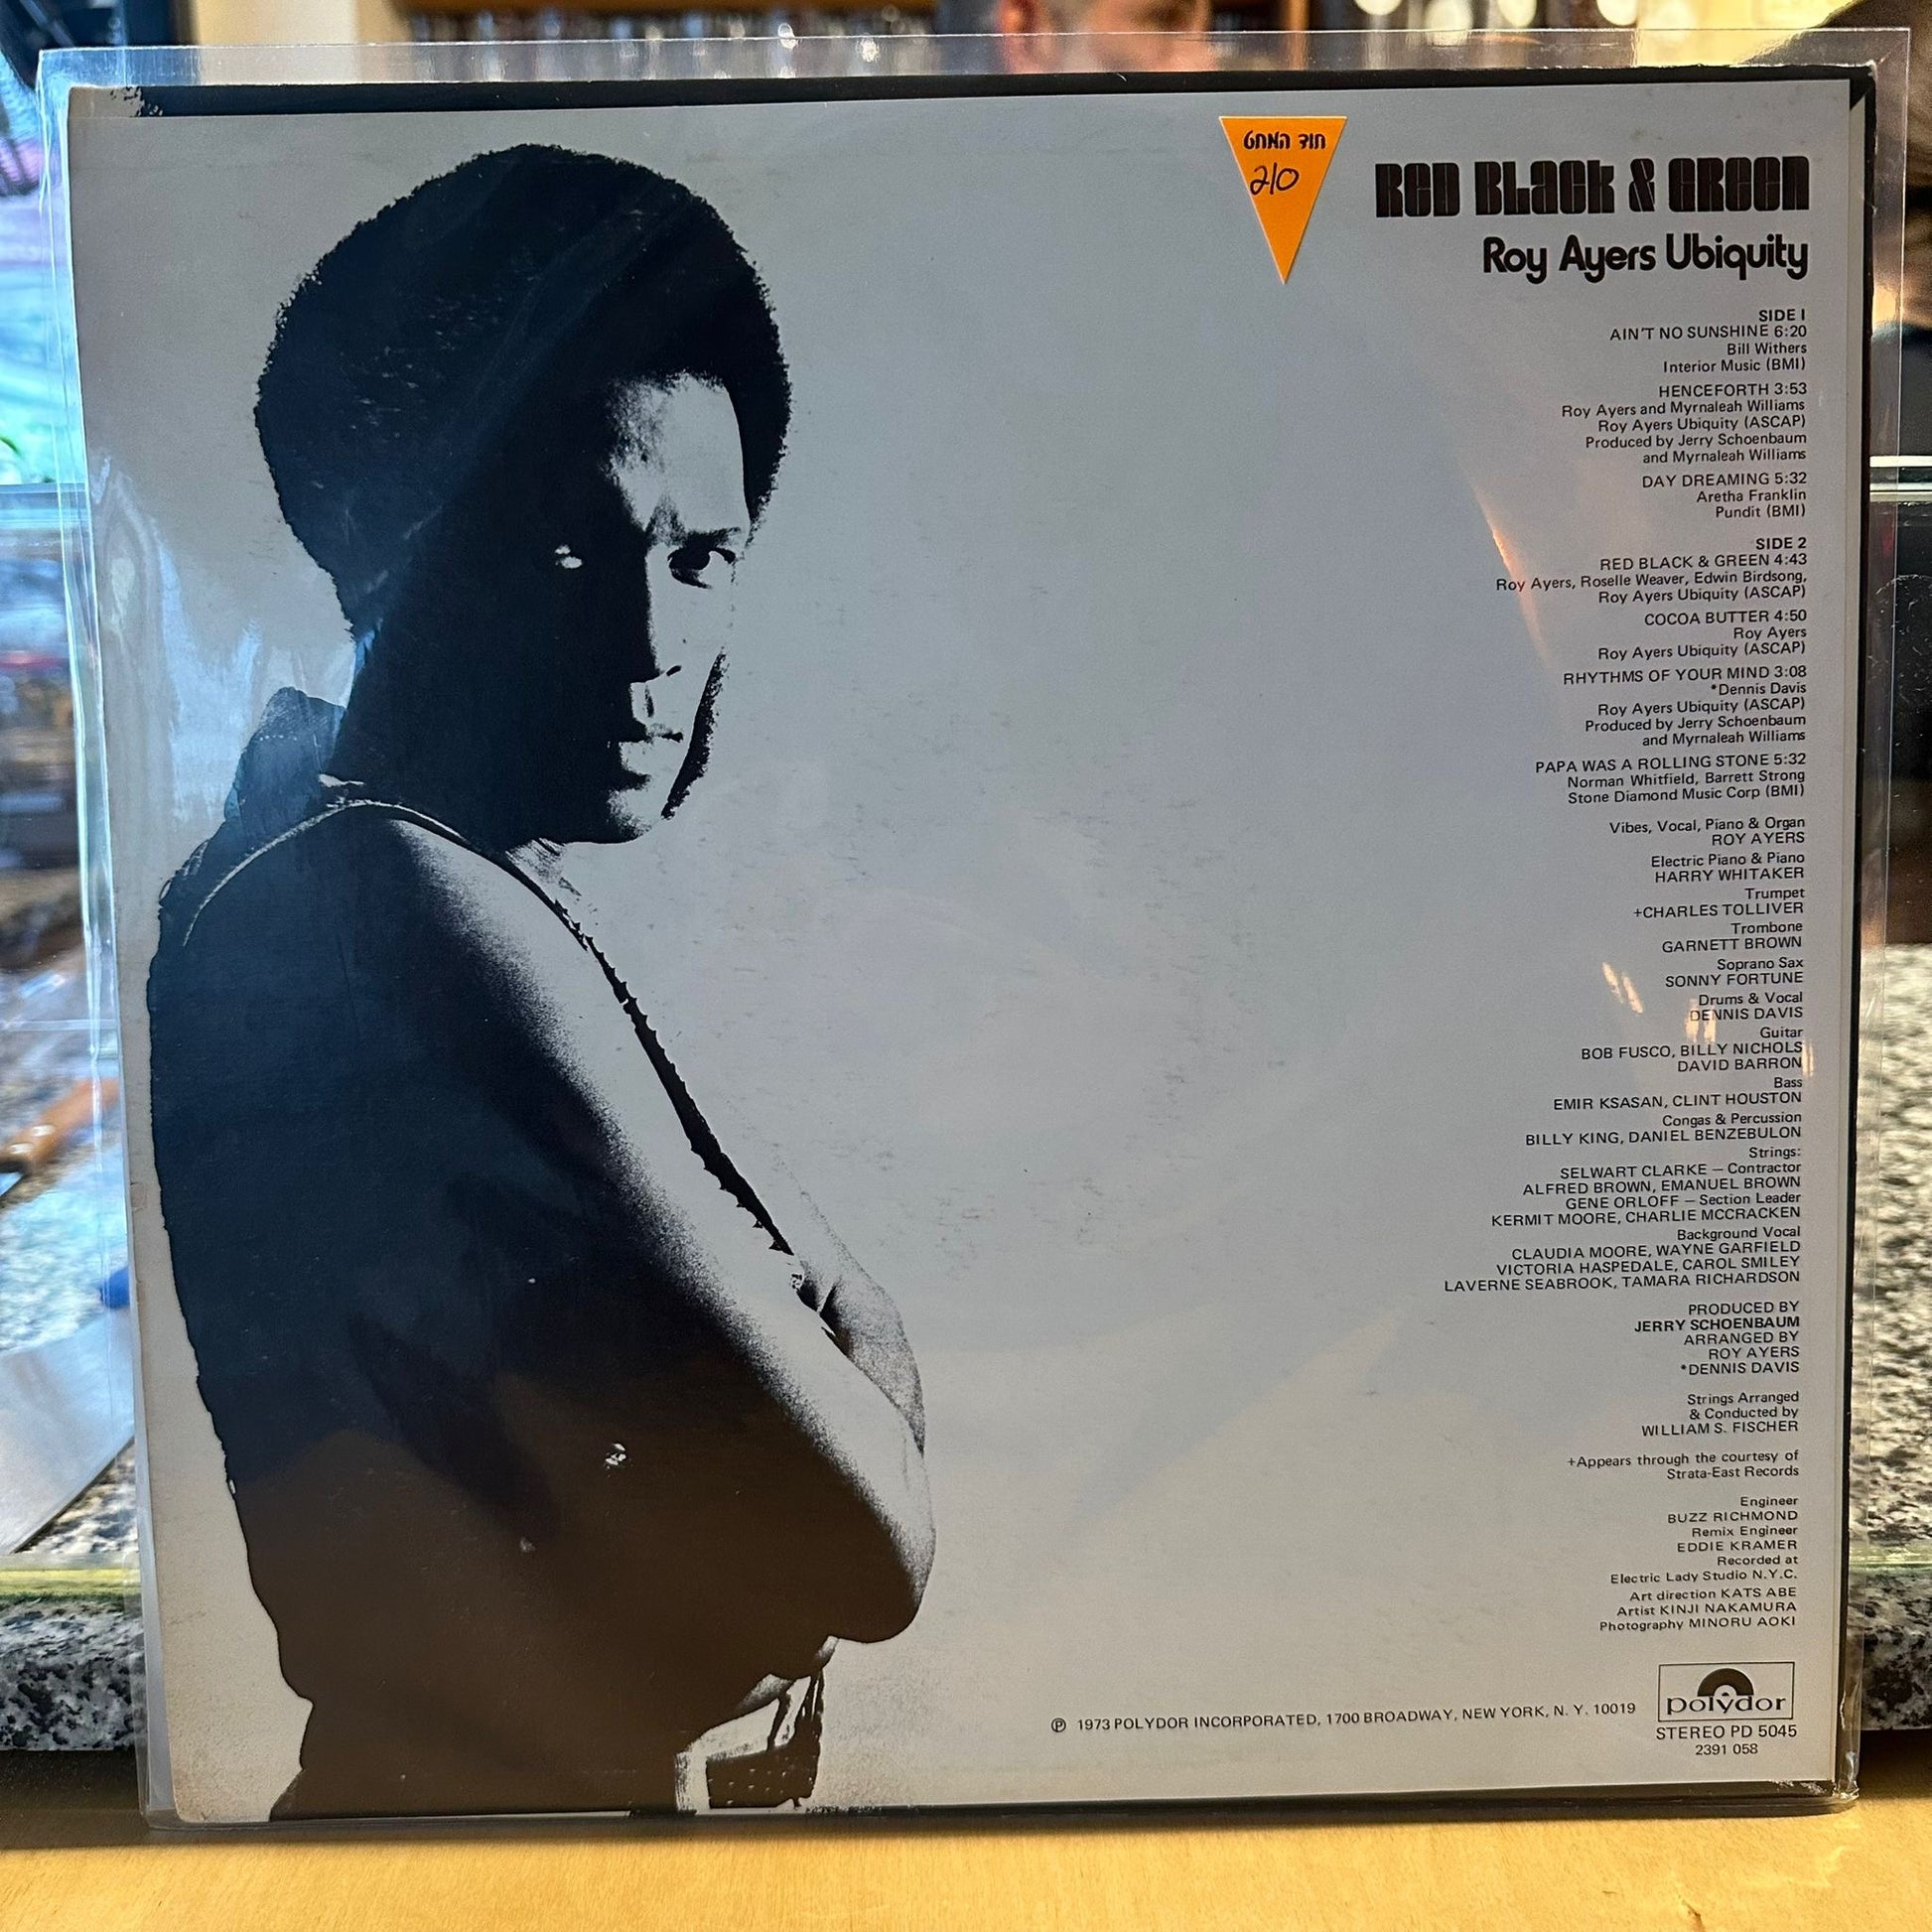 חוד המחט
210
RED BLACK & GREEN
Roy Ayers Ubiquity
SIDE I
AIN'T NO SUNSHINE 6:20
Bill Withers
Interior Music (BMI)
HENCEFORTH 3:53
Roy Ayers and Myrnaleah Williams
Roy Ayers Ubiquity (ASCAP)
Produced by Jerry Schoenbaum
and Myrnaleah Williams
DAY DREAMING 5:32
Aretha Franklin
Pundit (BMI)
SIDE 2
RED BLACK & GREEN 4:43
Roy Ayers, Roselle Weaver, Edwin Birdsong,
Roy Ayers Ubiquity (ASCAP)
COCOA BUTTER 4:50
Roy Ayers
Roy Ayers Ubiquity (ASCAP)
RHYTHMS OF YOUR MIND 3:08
*Dennis Davis
Roy Ayers Ubiquity (ASCAP)
Produced by Jerry Schoenbaum
and Myrnaleah Williams
PAPA WAS A ROLLING STONE 5:32
Norman Whitfield, Barrett Strong
Stone Diamond Music Corp (BMI)
Vibes, Vocal, Piano & Organ
ROY AYERS
Electric Piano & Piano
HARRY WHITAKER
Trumpet
+CHARLES TOLLIVER
Trombone
GARNETT BROWN
Soprano Sax
SONNY FORTUNE
Drums & Vocal
DENNIS DAVIS
Guitar
BOB FUSCO, BILLY NICHOLS
DAVID BARRON
Bass
EMIR KSASAN, CLINT HOUSTON
Congas & Percussion
BILLY KING, DANIEL BENZEBULON
Strings:
SELWART CLARKE — Contractor
ALFRED BROWN, EMANUEL BROWN
GENE ORLOFF — Section Leader
KERMIT MOORE, CHARLIE MCCRACKEN
Background Vocal
CLAUDIA MOORE, WAYNE GARFIELD
VICTORIA HASPEDALE, CAROL SMILEY
LAVERNE SEABROOK, TAMARA RICHARDSON
PRODUCED BY
JERRY SCHOENBAUM
ARRANGED BY
ROY AYERS
*DENNIS DAVIS
Strings Arranged
& Conducted by
WILLIAM S. FISCHER
+Appears through the courtesy of
Strata-East Records
Engineer
BUZZ RICHMOND
Remix Engineer
EDDIE KRAMER
Recorded at
Electric Lady Studio N.Y.C.
Art direction KATS ABE
Artist KINJI NAKAMURA
Photography MINORU AOKI
℗ 1973 POLYDOR INCORPORATED, 1700 BROADWAY, NEW YORK, N. Y. 10019
polydor
STEREO PD 5045
2391 058